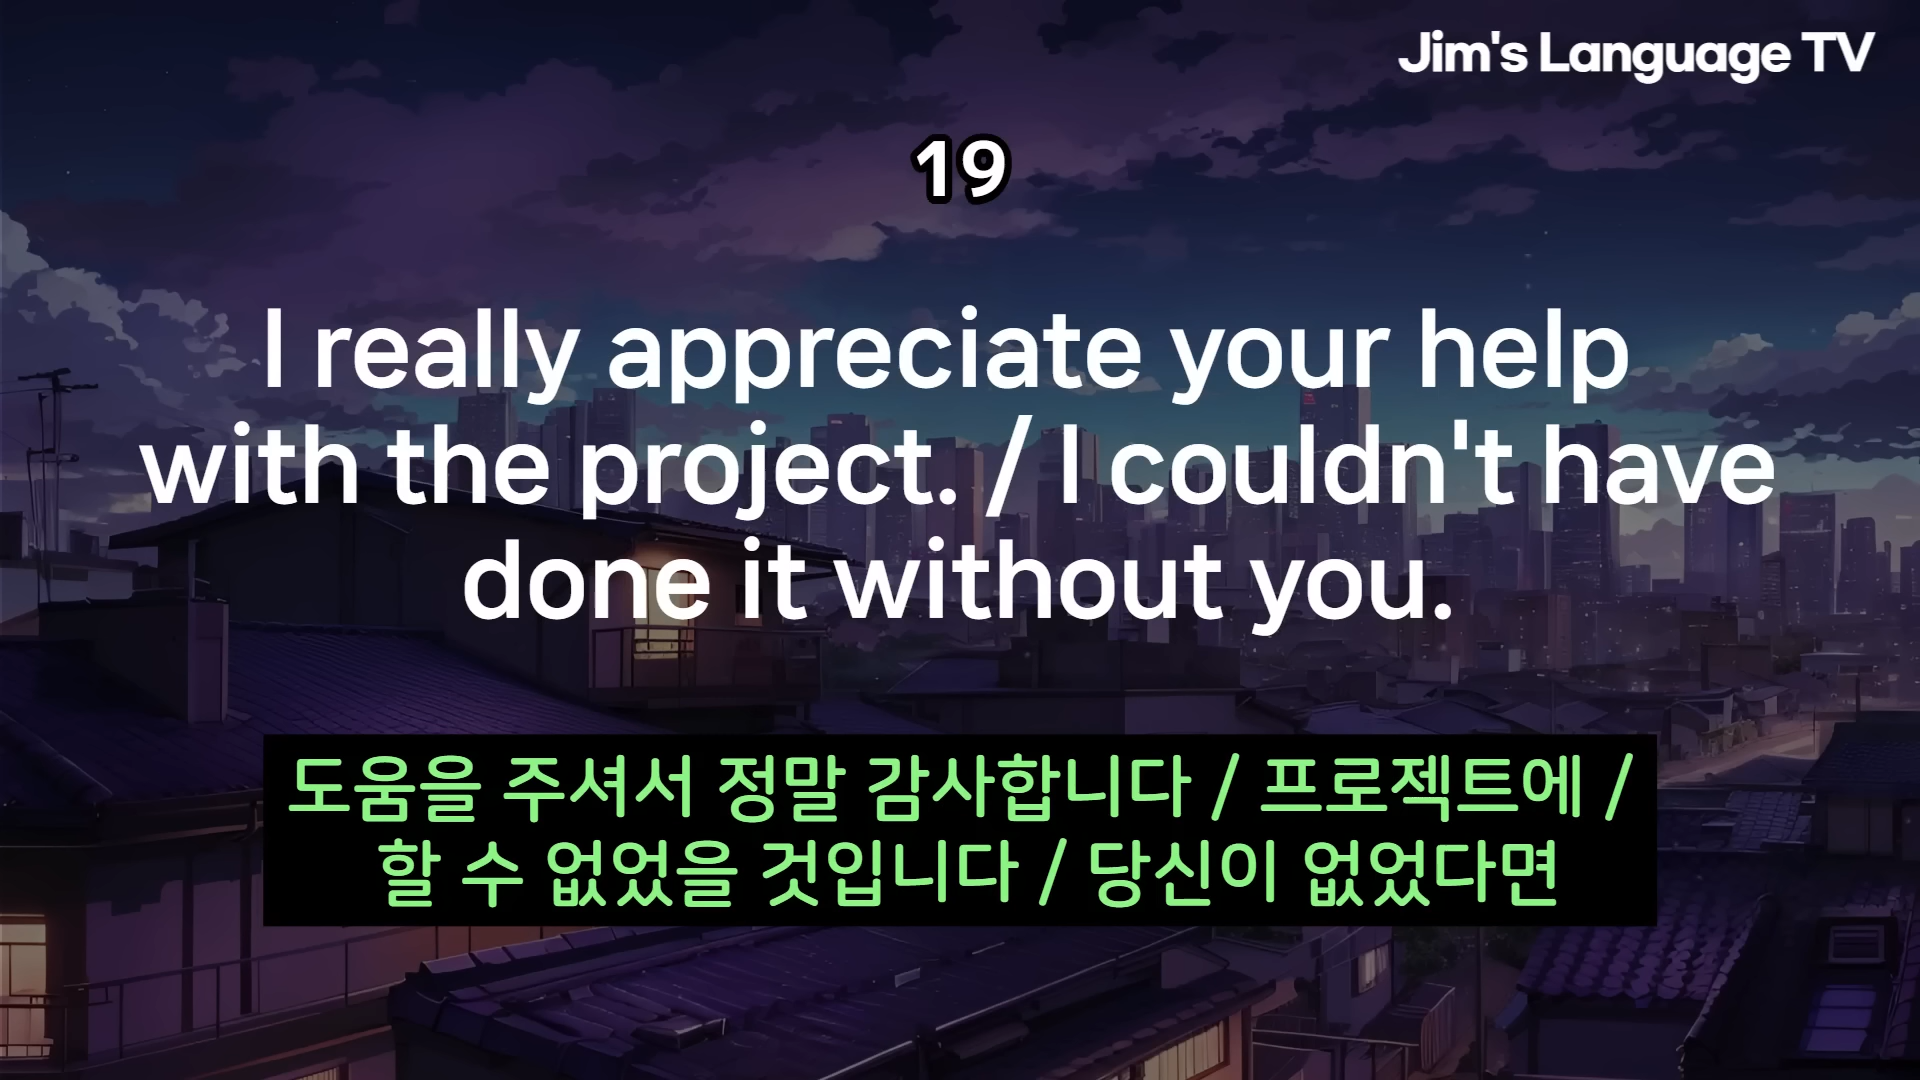 Jim's Language TV
19
I really appreciate your help
with the project. / I couldn't have
done it without you.
도움을 주셔서 정말 감사합니다 / 프로젝트에 /
할 수 없었을 것입니다 / 당신이 없었다면